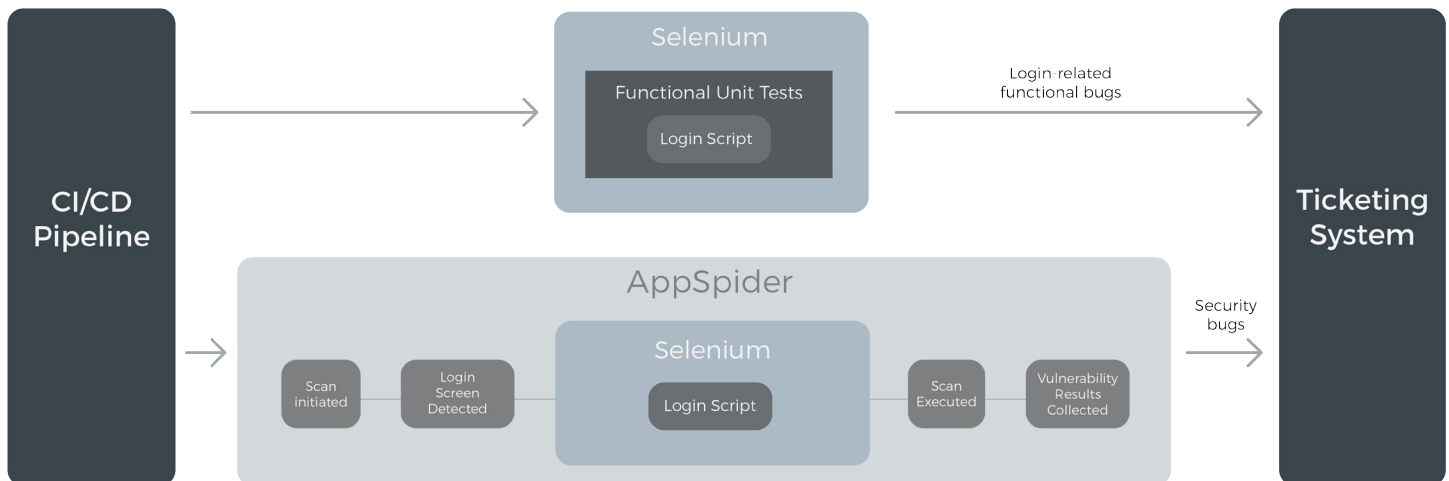 CI/CD
Pipeline
Selenium
Functional Unit Tests
Login Script
Login-related
functional bugs
Ticketing
System
AppSpider
Scan
initiated
Login
Screen
Detected
Selenium
Login Script
Scan
Executed
Vulnerability
Results
Collected
Security
bugs